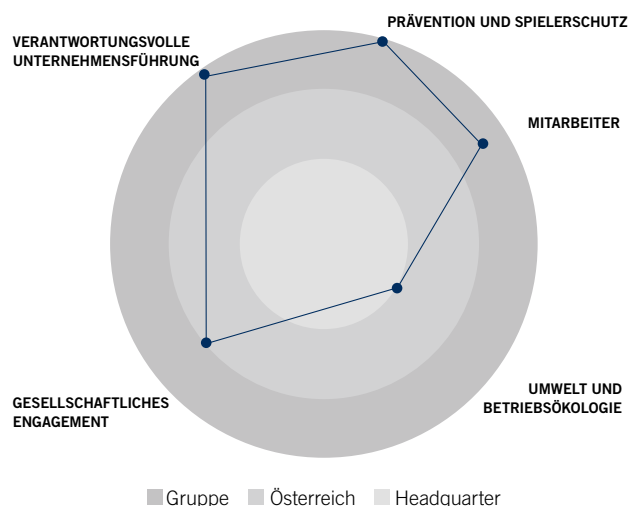 PRÄVENTION UND SPIELERSCHUTZ
VERANTWORTUNGSVOLLE
UNTERNEHMENSFÜHRUNG
MITARBEITER
UMWELT UND
BETRIEBSÖKOLOGIE
GESELLSCHAFTLICHES
ENGAGEMENT
Gruppe Österreich Headquarter